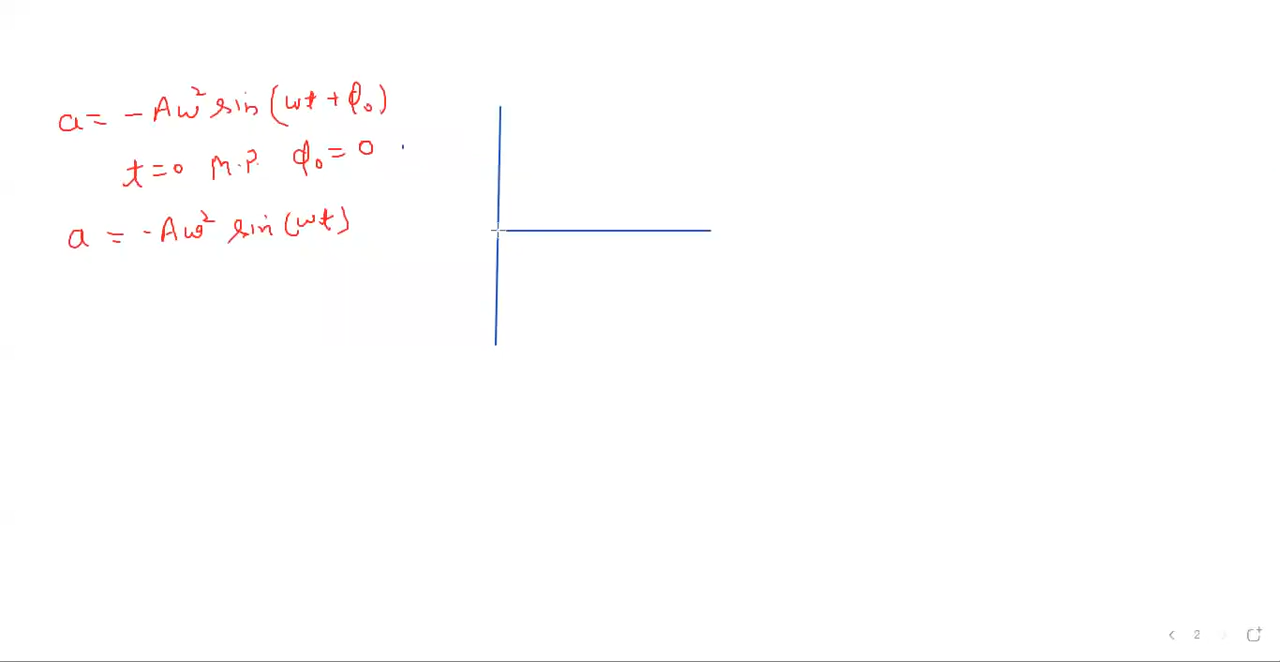 a = - Aω² sin (ωt + φ₀)
t = 0 M.P. φ₀ = 0
a = - Aω² sin (ωt)
2